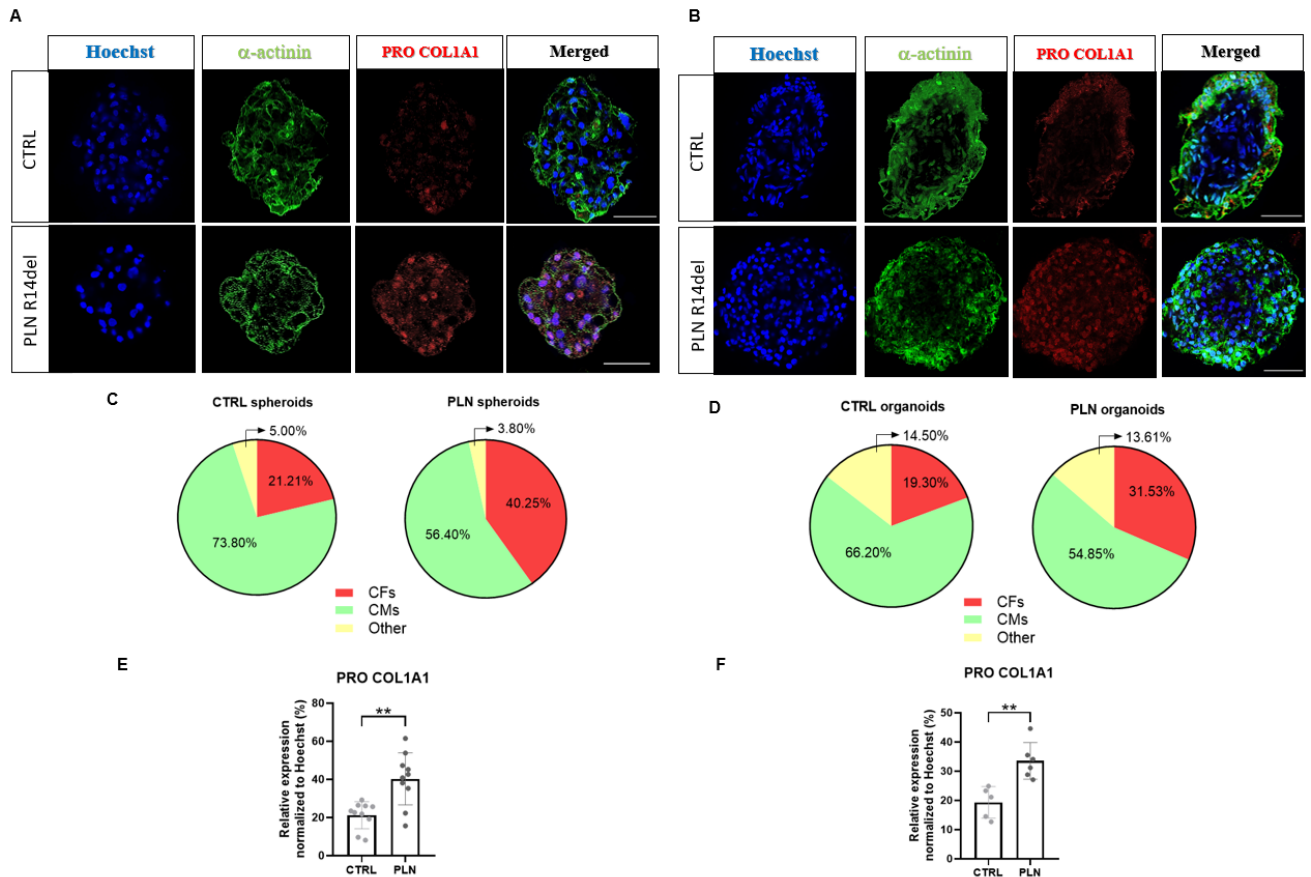 A
Hoechst α-actinin PRO COL1A1 Merged
CTRL
PLN R14del
B
Hoechst α-actinin PRO COL1A1 Merged
CTRL
PLN R14del
C
CTRL spheroids
5.00%
21.21%
73.80%
PLN spheroids
3.80%
40.25%
56.40%
CFs
CMs
Other
D
CTRL organoids
14.50%
19.30%
66.20%
PLN organoids
13.61%
31.53%
54.85%
CFs
CMs
Other
E
PRO COL1A1
Relative expression
normalized to Hoechst (%)
80
60
40
20
0
**
CTRL PLN
F
PRO COL1A1
Relative expression
normalized to Hoechst (%)
50
40
30
20
10
0
**
CTRL PLN